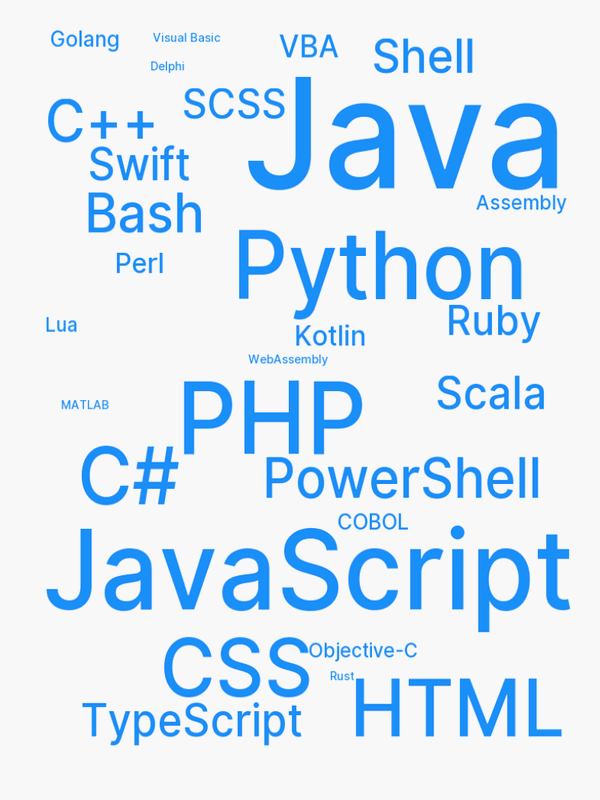 Golang
Visual Basic
VBA
Shell
Delphi
SCSS
Java
C++
Swift
Bash
Assembly
Perl
Python
Lua
Kotlin
Ruby
WebAssembly
MATLAB
PHP
Scala
C#
PowerShell
COBOL
JavaScript
CSS
Objective-C
Rust
HTML
TypeScript